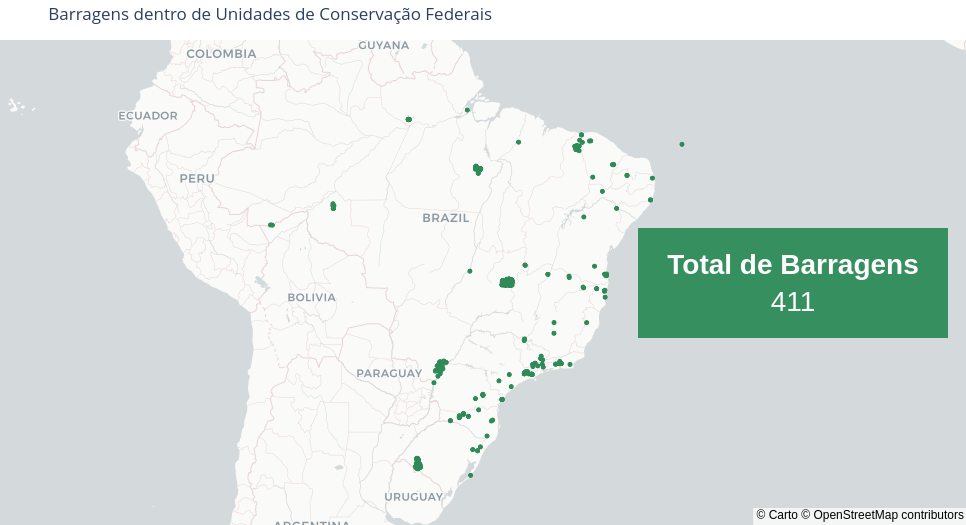 Barragens dentro de Unidades de Conservação Federais
GUYANA
COLOMBIA
ECUADOR
PERU
BRAZIL
Total de Barragens
411
BOLIVIA
PARAGUAY
URUGUAY
ARGENTINA
© Carto © OpenStreetMap contributors